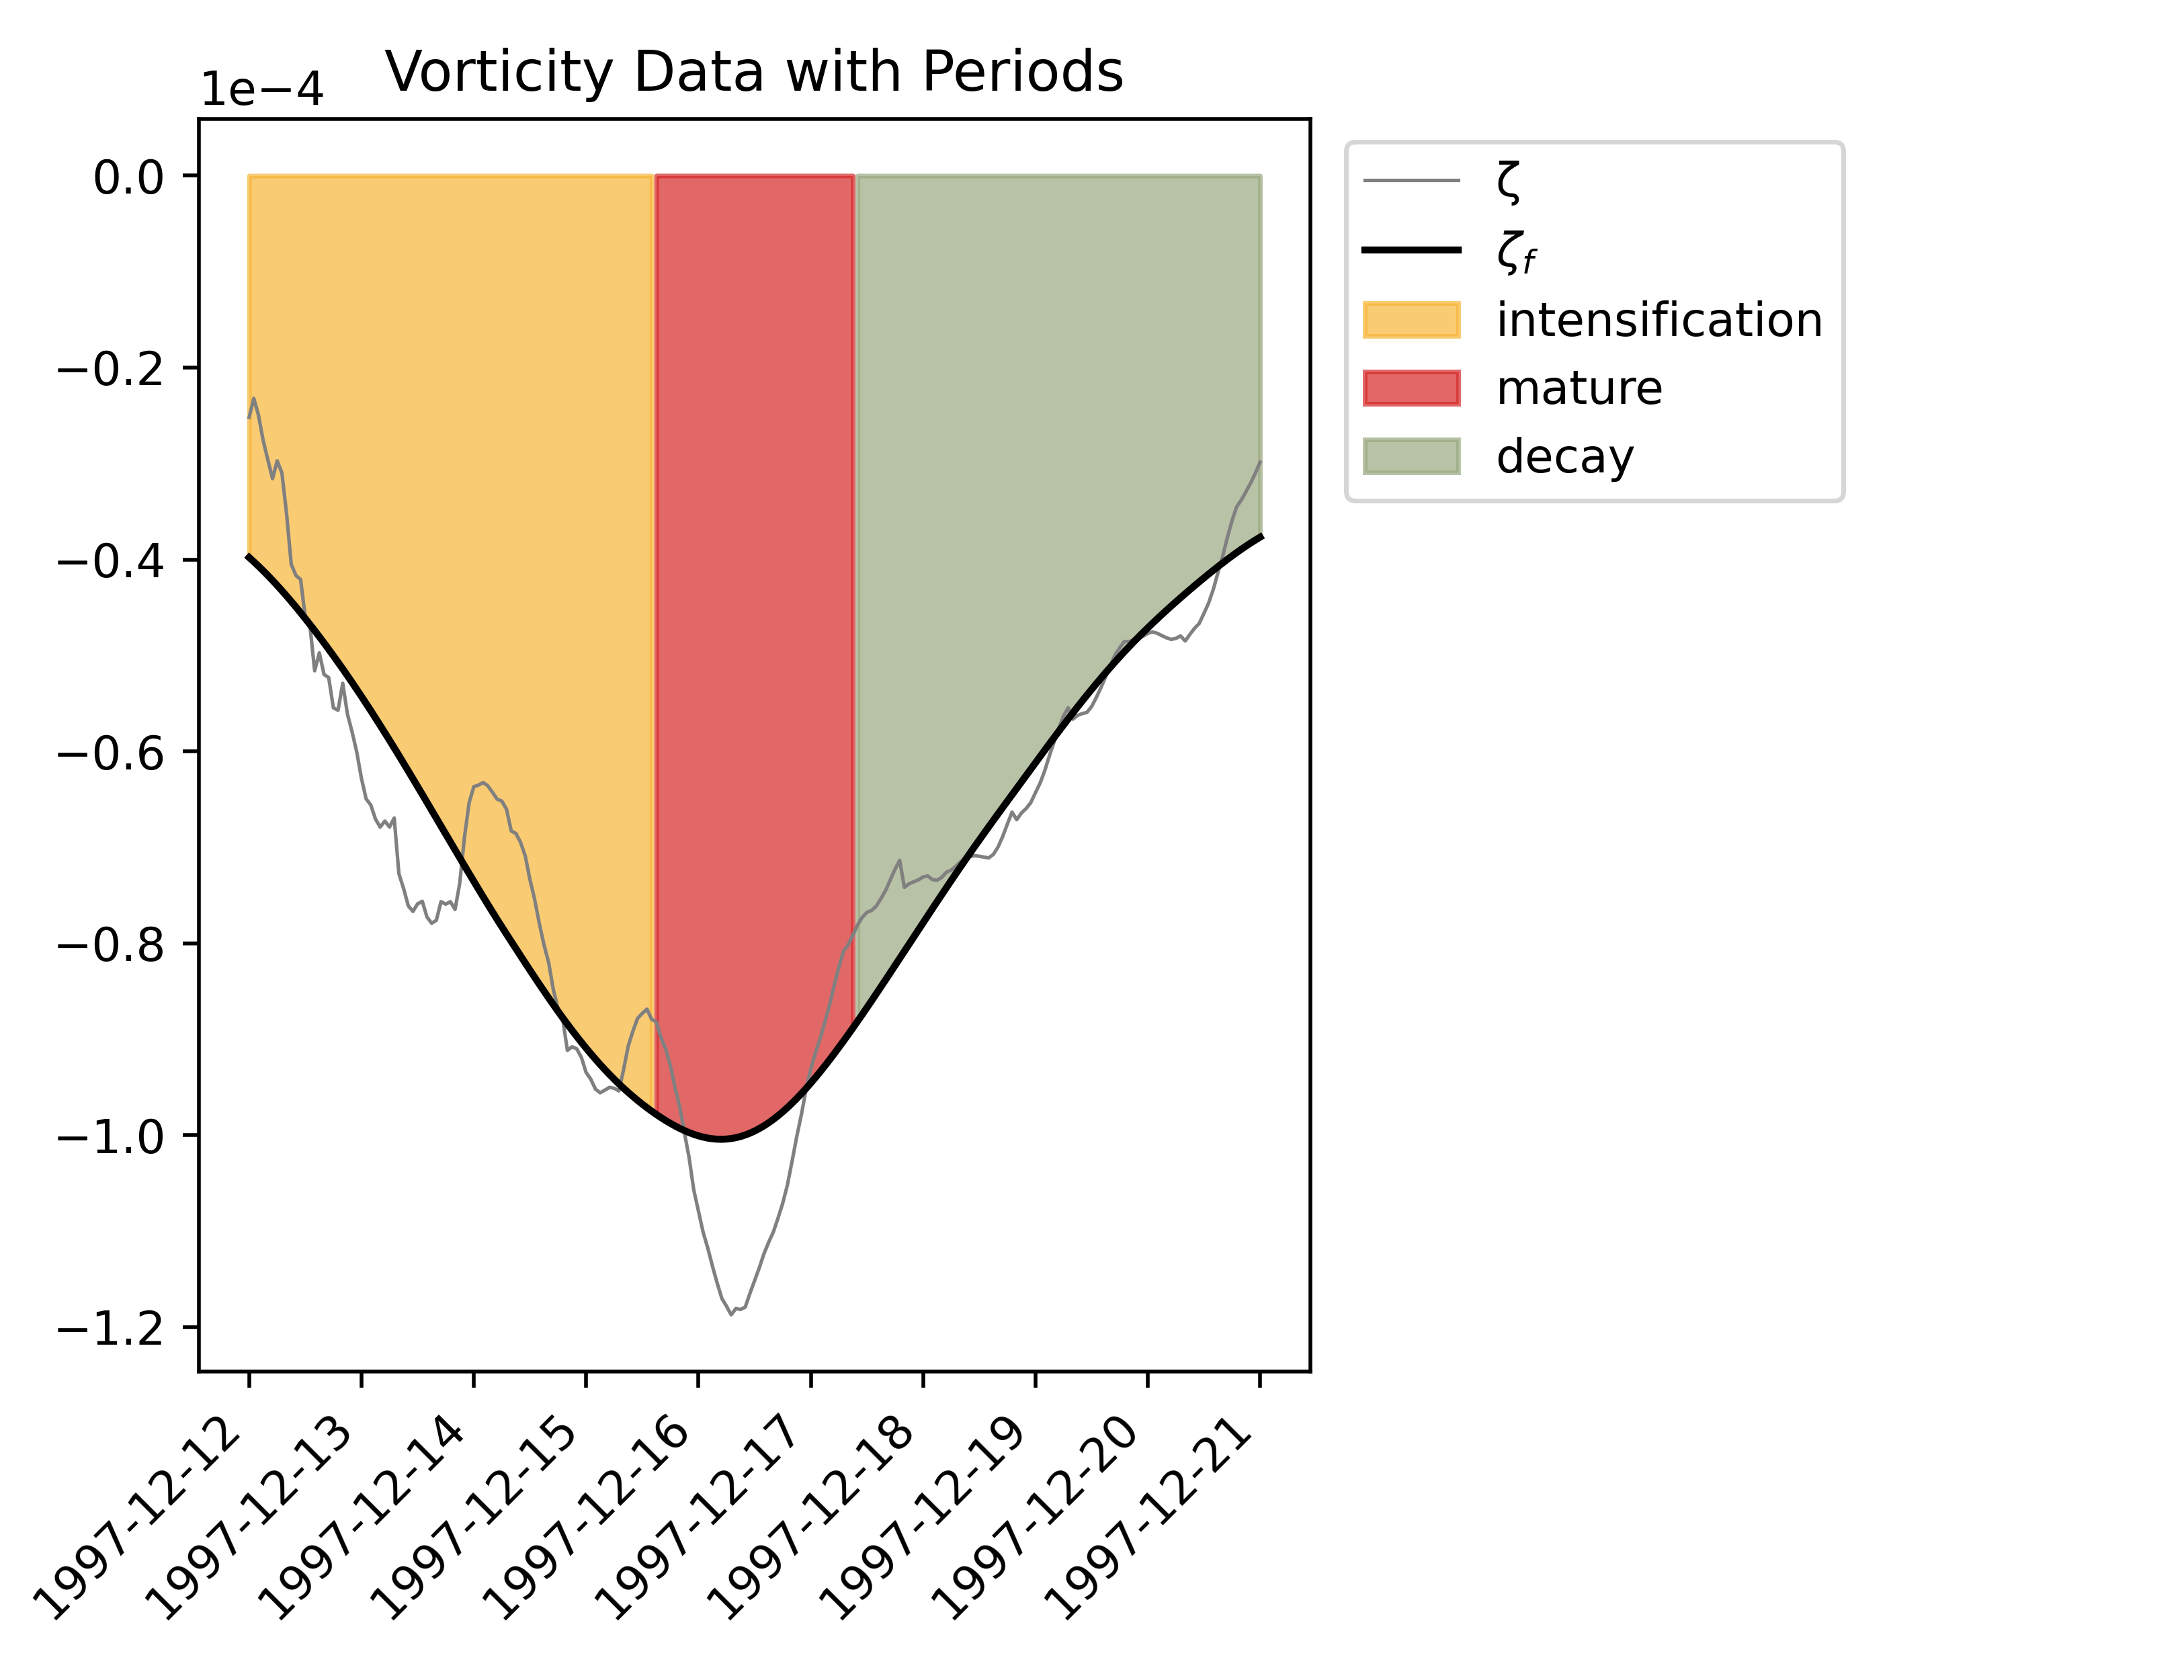 Vorticity Data with Periods
1e−4
0.0
−0.2
−0.4
−0.6
−0.8
−1.0
−1.2
1997-12-12
1997-12-13
1997-12-14
1997-12-15
1997-12-16
1997-12-17
1997-12-18
1997-12-19
1997-12-20
1997-12-21
ζ
ζf
intensification
mature
decay